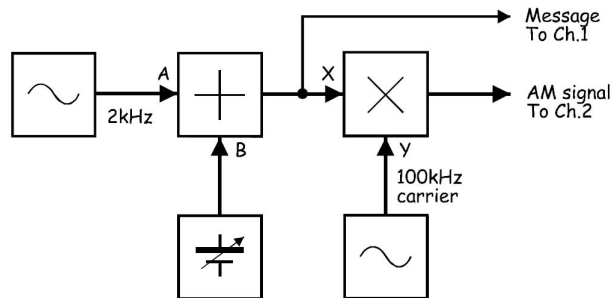 Message
To Ch.1
A
X
2kHz
AM signal
To Ch.2
B
Y
100kHz
carrier